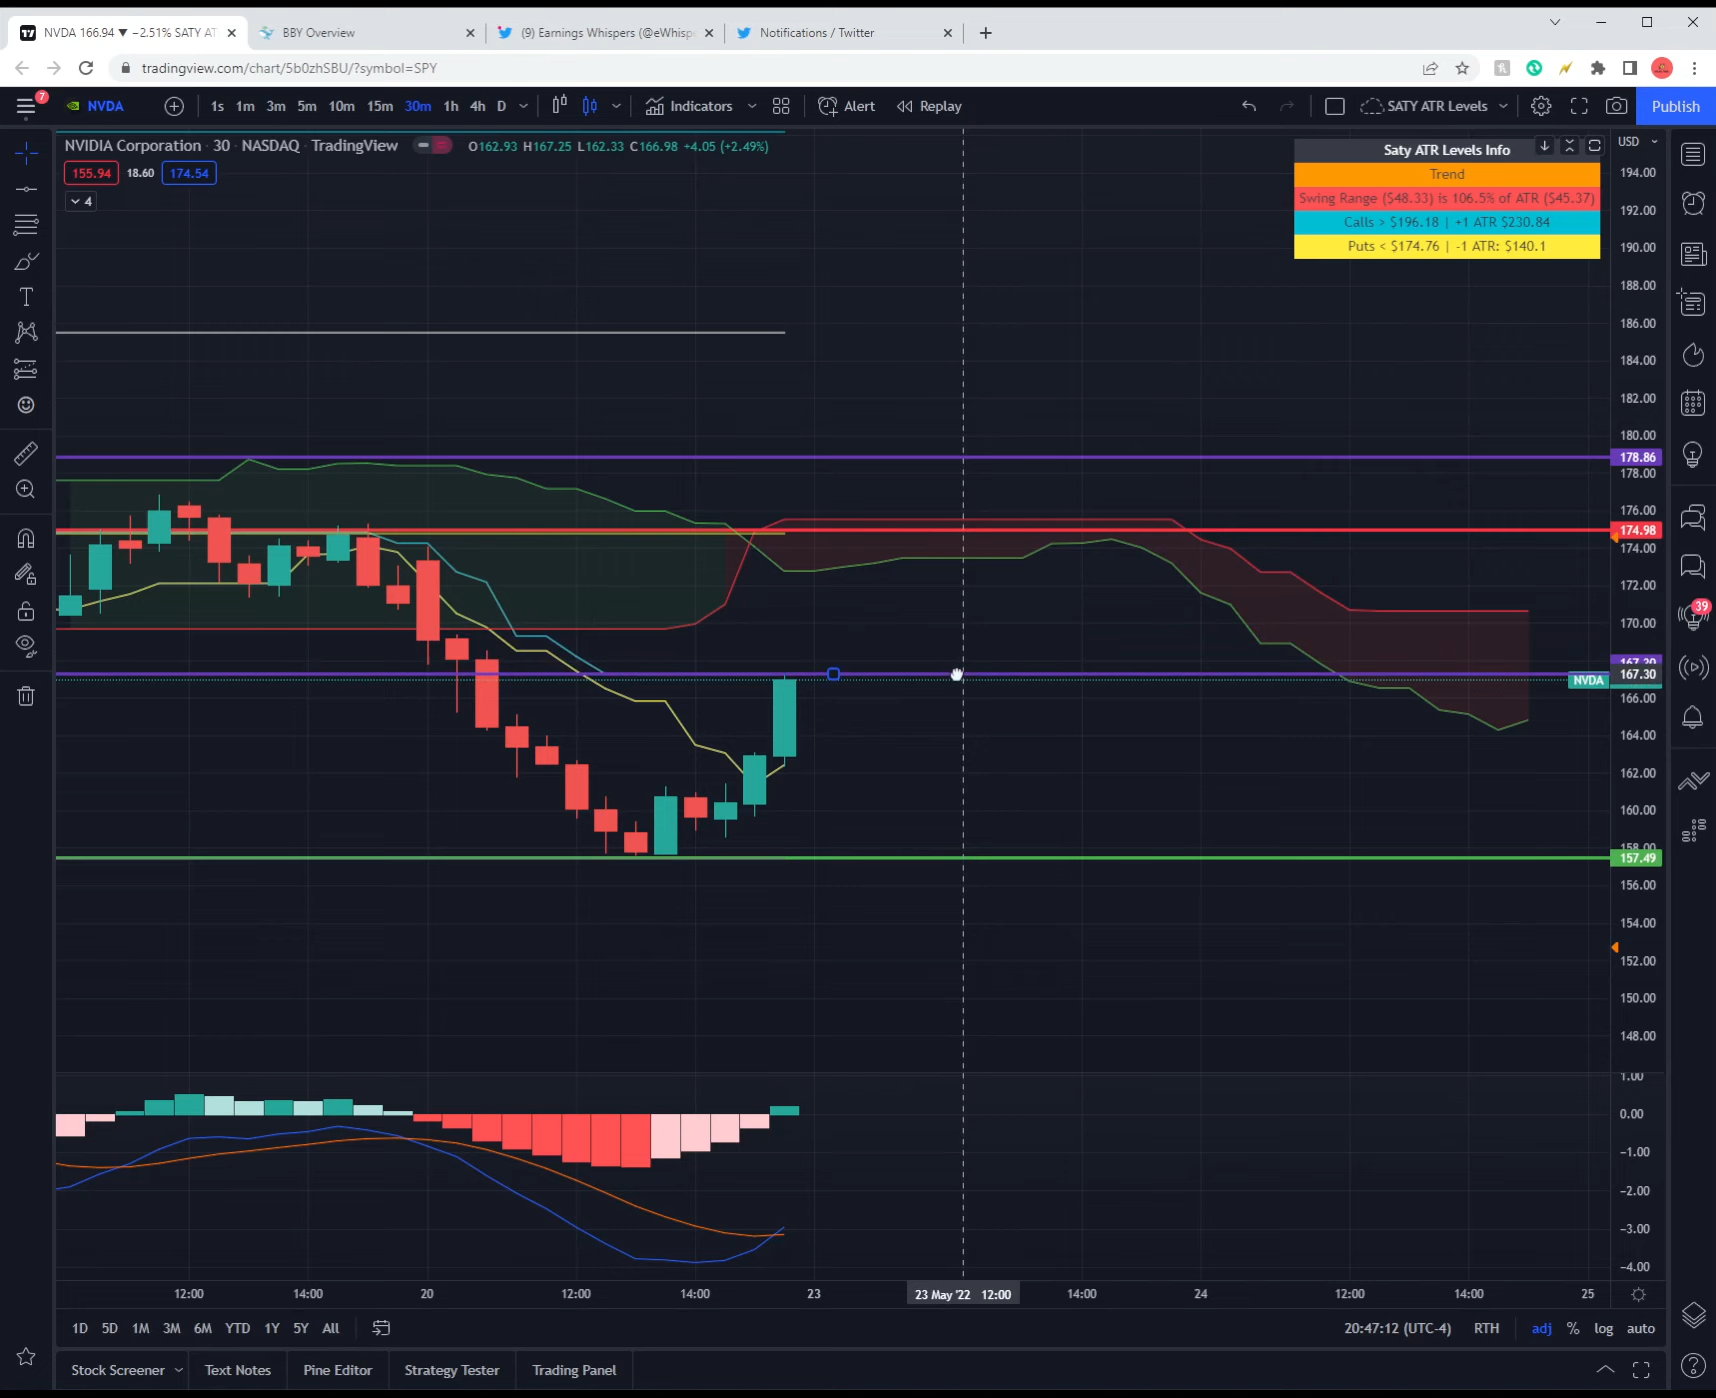 NVDA 166.94 ▼ −2.51% SATY AT
BBY Overview
(9) Earnings Whispers (@eWhisp
Notifications / Twitter
tradingview.com/chart/5b0zhSBU/?symbol=SPY
7
NVDA
1s 1m 3m 5m 10m 15m 30m 1h 4h D
Indicators
Alert
Replay
SATY ATR Levels
Publish
NVIDIA Corporation · 30 · NASDAQ · TradingView
O162.93 H167.25 L162.33 C166.98 +4.05 (+2.49%)
155.94 18.60 174.54
4
Saty ATR Levels Info
Trend
Swing Range ($48.33) is 106.5% of ATR ($45.37)
Calls > $196.18 | +1 ATR $230.84
Puts < $174.76 | -1 ATR: $140.1
USD
194.00
192.00
190.00
188.00
186.00
184.00
182.00
180.00
178.86
178.00
176.00
174.98
174.00
172.00
170.00
167.20
NVDA
167.30
166.00
164.00
162.00
160.00
158.00
157.49
156.00
154.00
152.00
150.00
148.00
39
1.00
0.00
−1.00
−2.00
−3.00
−4.00
12:00 14:00 20 12:00 14:00 23 23 May '22 12:00 14:00 24 12:00 14:00 25
1D 5D 1M 3M 6M YTD 1Y 5Y All
20:47:12 (UTC-4) RTH adj % log auto
Stock Screener
Text Notes
Pine Editor
Strategy Tester
Trading Panel